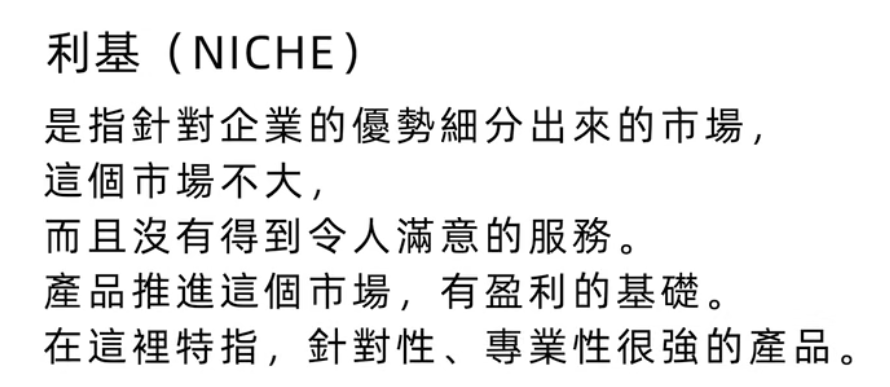 利基（NICHE）
是指針對企業的優勢細分出來的市場，
這個市場不大，
而且沒有得到令人滿意的服務。
產品推進這個市場，有盈利的基礎。
在這裡特指，針對性、專業性很強的產品。